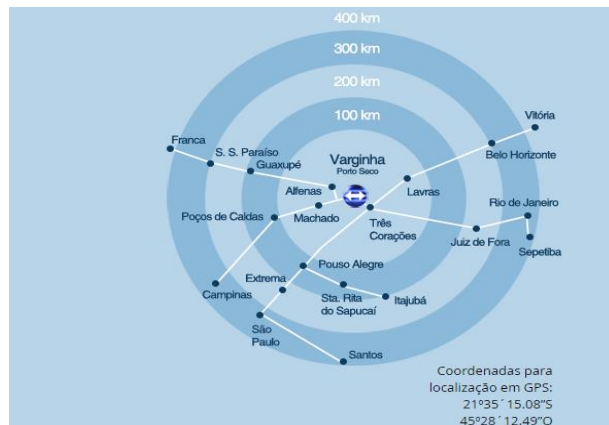 400 km
300 km
200 km
100 km
Vitória
Franca
S. S. Paraíso
Guaxupé
Belo Horizonte
Varginha
Porto Seco
Alfenas
Lavras
Rio de Janeiro
Poços de Caldas
Machado
Três
Corações
Juiz de Fora
Sepetiba
Pouso Alegre
Extrema
Campinas
Sta. Rita
do Sapucaí
Itajubá
São
Paulo
Santos
Coordenadas para
localização em GPS:
21º35´15.08”S
45º28´12.49”O